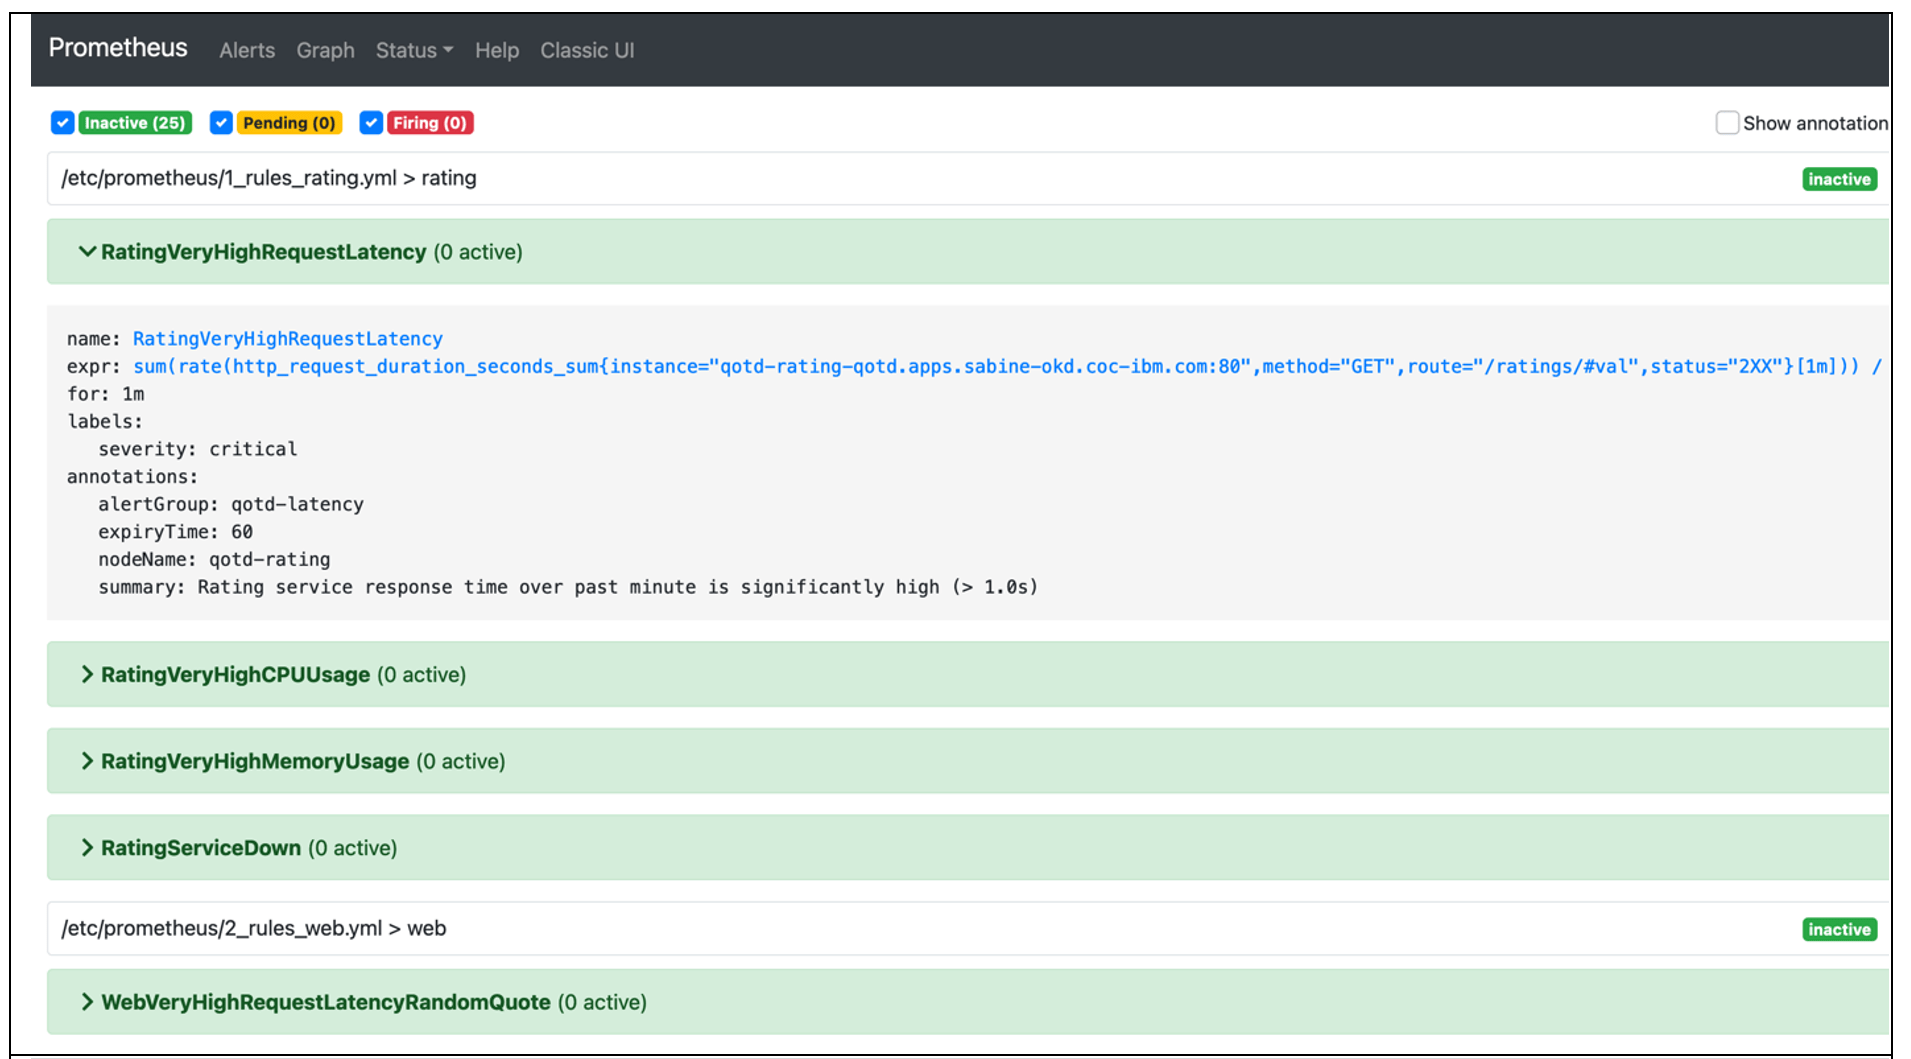 Prometheus Alerts Graph Status Help Classic UI
Inactive (25) Pending (0) Firing (0) Show annotation
/etc/prometheus/1_rules_rating.yml > rating inactive
RatingVeryHighRequestLatency (0 active)
name: RatingVeryHighRequestLatency
expr: sum(rate(http_request_duration_seconds_sum{instance="qotd-rating-qotd.apps.sabine-okd.coc-ibm.com:80",method="GET",route="/ratings/#val",status="2XX"}[1m])) /
for: 1m
labels:
severity: critical
annotations:
alertGroup: qotd-latency
expiryTime: 60
nodeName: qotd-rating
summary: Rating service response time over past minute is significantly high (> 1.0s)
RatingVeryHighCPUUsage (0 active)
RatingVeryHighMemoryUsage (0 active)
RatingServiceDown (0 active)
/etc/prometheus/2_rules_web.yml > web inactive
WebVeryHighRequestLatencyRandomQuote (0 active)